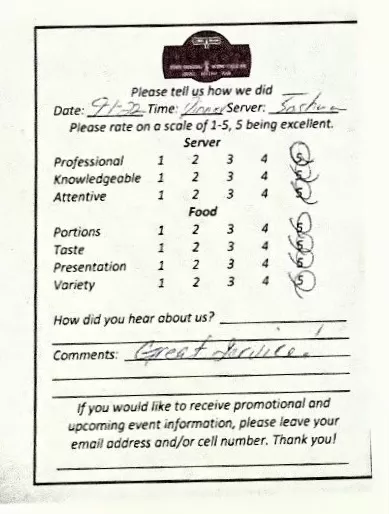 Please tell us how we did
Date: 9-1-22 Time: Dinner Server: Joshua
Please rate on a scale of 1-5, 5 being excellent.
Server
Professional 1 2 3 4 5
Knowledgeable 1 2 3 4 5
Attentive 1 2 3 4 5
Food
Portions 1 2 3 4 5
Taste 1 2 3 4 5
Presentation 1 2 3 4 5
Variety 1 2 3 4 5
How did you hear about us?
Comments: Great Service!
If you would like to receive promotional and
upcoming event information, please leave your
email address and/or cell number. Thank you!